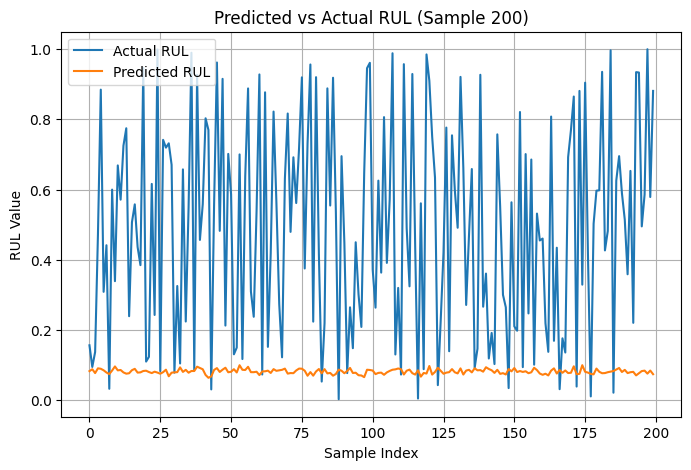 Predicted vs Actual RUL (Sample 200)
Actual RUL
Predicted RUL
RUL Value
1.0
0.8
0.6
0.4
0.2
0.0
0 25 50 75 100 125 150 175 200
Sample Index